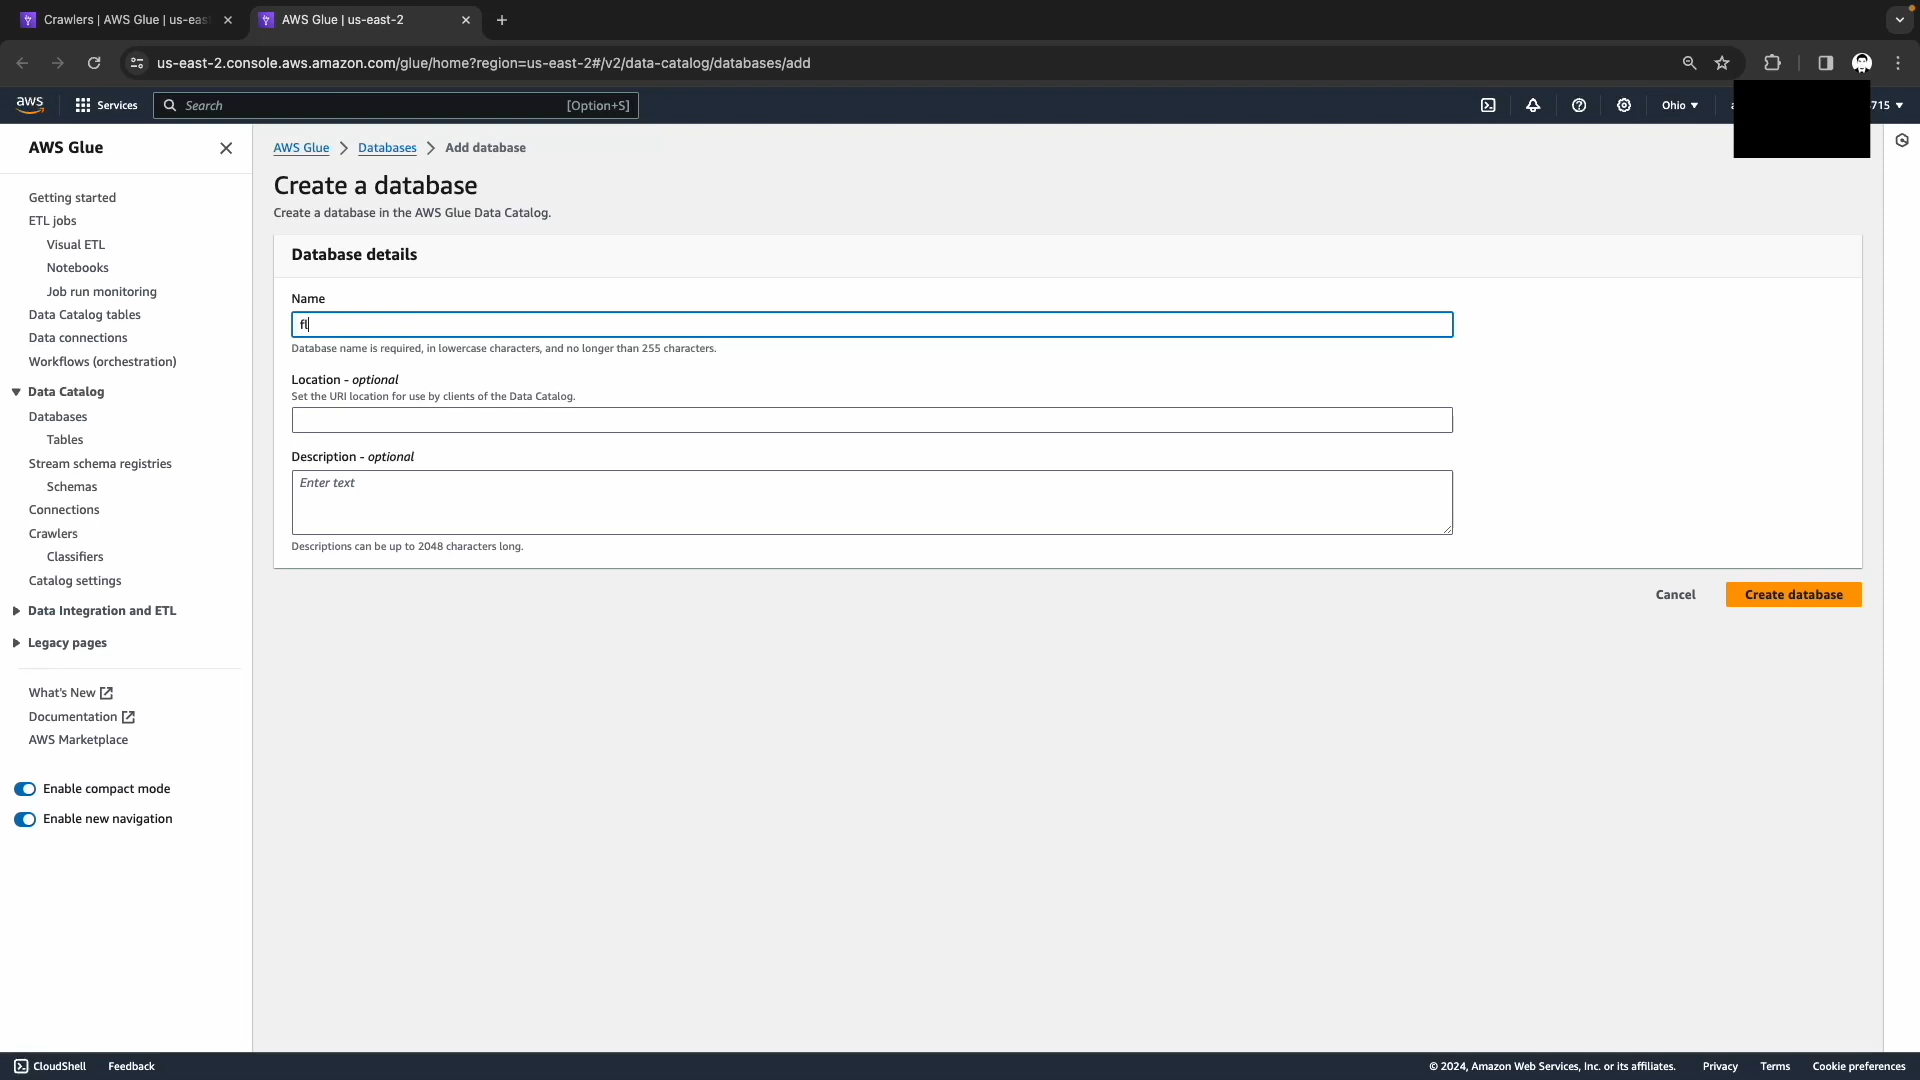 Crawlers | AWS Glue | us-eas
AWS Glue | us-east-2
us-east-2.console.aws.amazon.com/glue/home?region=us-east-2#/v2/data-catalog/databases/add
aws
Services
Search
[Option+S]
Ohio
715
AWS Glue
Getting started
ETL jobs
Visual ETL
Notebooks
Job run monitoring
Data Catalog tables
Data connections
Workflows (orchestration)
Data Catalog
Databases
Tables
Stream schema registries
Schemas
Connections
Crawlers
Classifiers
Catalog settings
Data Integration and ETL
Legacy pages
What's New
Documentation
AWS Marketplace
Enable compact mode
Enable new navigation
AWS Glue > Databases > Add database
Create a database
Create a database in the AWS Glue Data Catalog.
Database details
Name
fl
Database name is required, in lowercase characters, and no longer than 255 characters.
Location - optional
Set the URI location for use by clients of the Data Catalog.
Description - optional
Enter text
Descriptions can be up to 2048 characters long.
Cancel
Create database
CloudShell
Feedback
© 2024, Amazon Web Services, Inc. or its affiliates.
Privacy
Terms
Cookie preferences